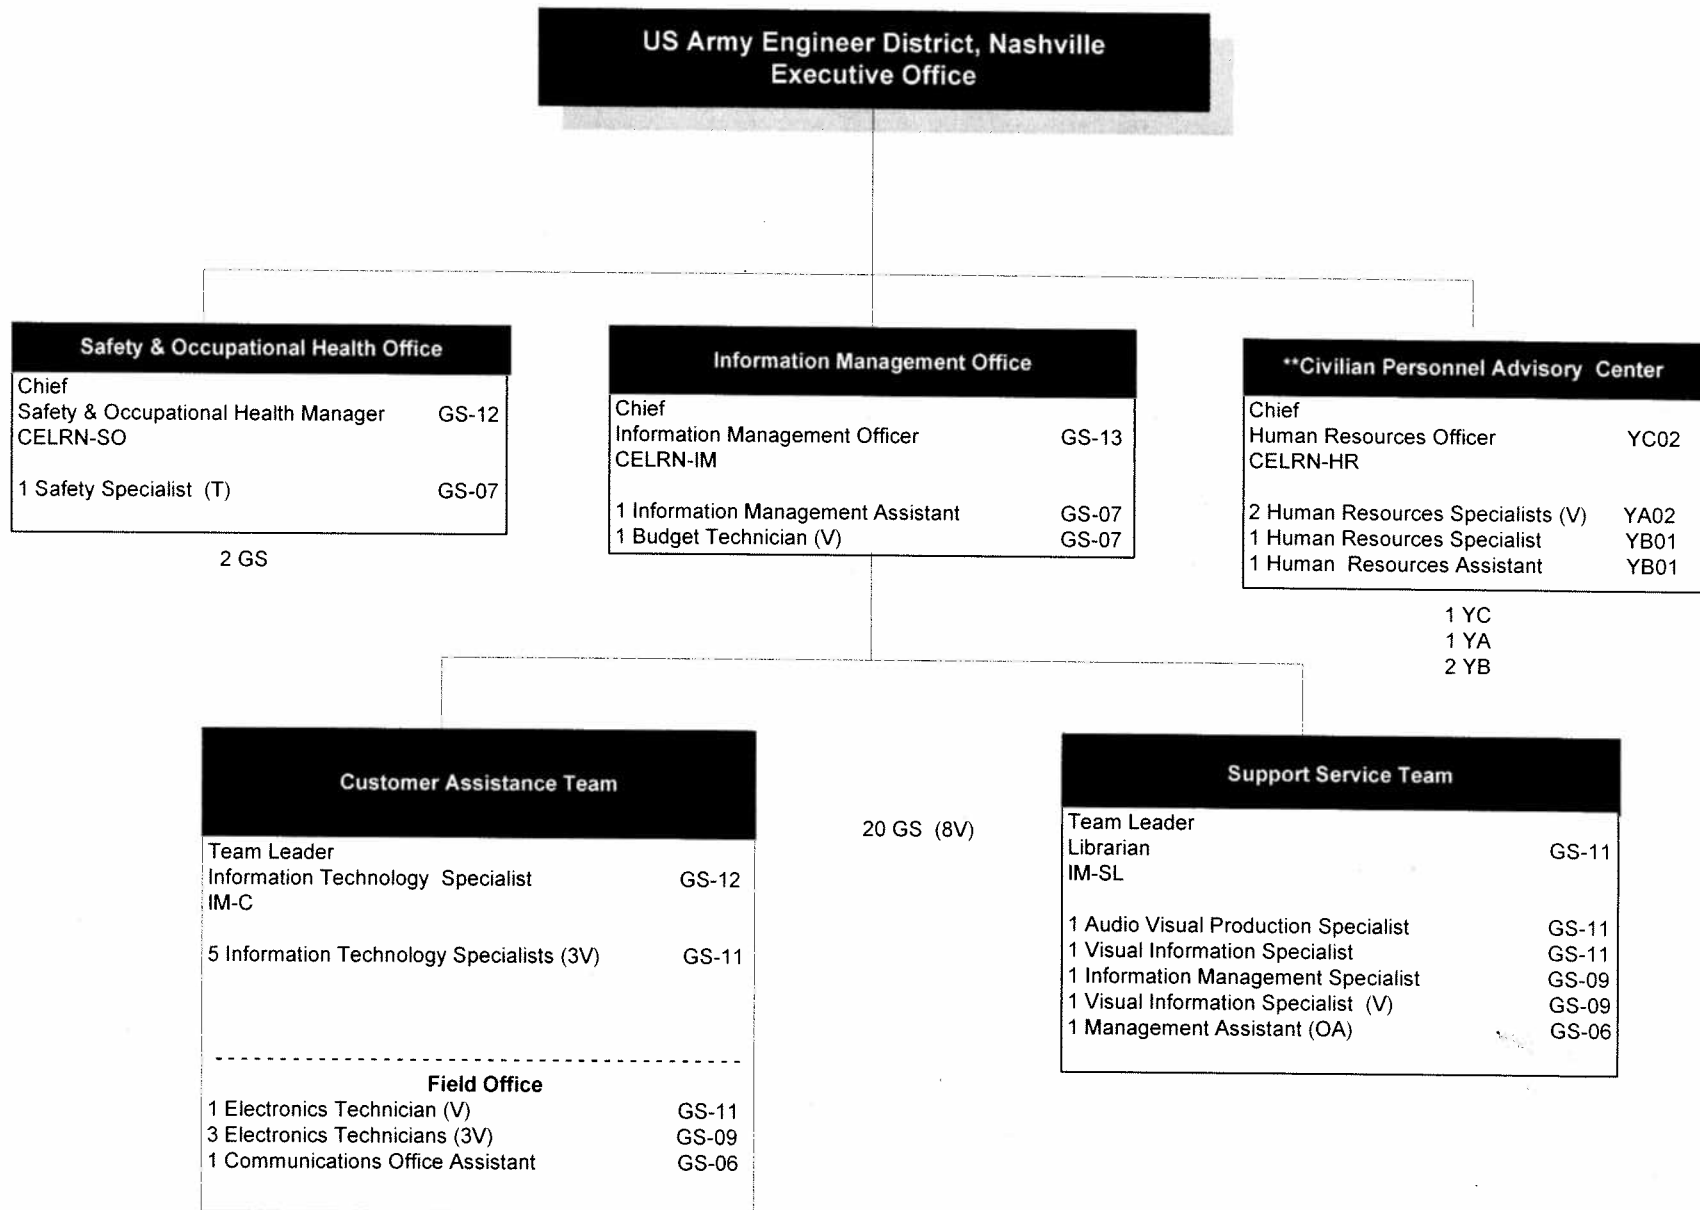 US Army Engineer District, Nashville
Executive Office
Safety & Occupational Health Office
Chief
Safety & Occupational Health Manager GS-12
CELRN-SO
1 Safety Specialist (T) GS-07
2 GS
Information Management Office
Chief
Information Management Officer GS-13
CELRN-IM
1 Information Management Assistant GS-07
1 Budget Technician (V) GS-07
**Civilian Personnel Advisory Center
Chief
Human Resources Officer YC02
CELRN-HR
2 Human Resources Specialists (V) YA02
1 Human Resources Specialist YB01
1 Human Resources Assistant YB01
1 YC
1 YA
2 YB
Customer Assistance Team
Team Leader
Information Technology Specialist GS-12
IM-C
5 Information Technology Specialists (3V) GS-11
Field Office
1 Electronics Technician (V) GS-11
3 Electronics Technicians (3V) GS-09
1 Communications Office Assistant GS-06
20 GS (8V)
Support Service Team
Team Leader
Librarian GS-11
IM-SL
1 Audio Visual Production Specialist GS-11
1 Visual Information Specialist GS-11
1 Information Management Specialist GS-09
1 Visual Information Specialist (V) GS-09
1 Management Assistant (OA) GS-06